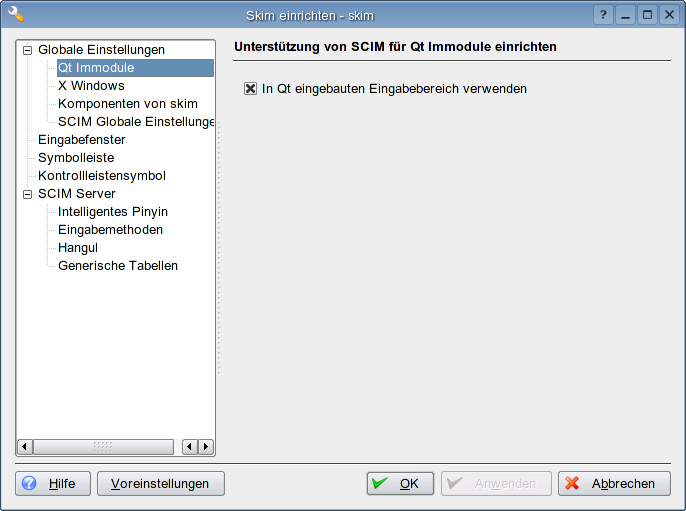 Skim einrichten - skim
Globale Einstellungen
Qt Immodule
X Windows
Komponenten von skim
SCIM Globale Einstellunge
Eingabefenster
Symbolleiste
Kontrollleistensymbol
SCIM Server
Intelligentes Pinyin
Eingabemethoden
Hangul
Generische Tabellen
Unterstützung von SCIM für Qt Immodule einrichten
In Qt eingebauten Eingabebereich verwenden
Hilfe
Voreinstellungen
OK
Anwenden
Abbrechen